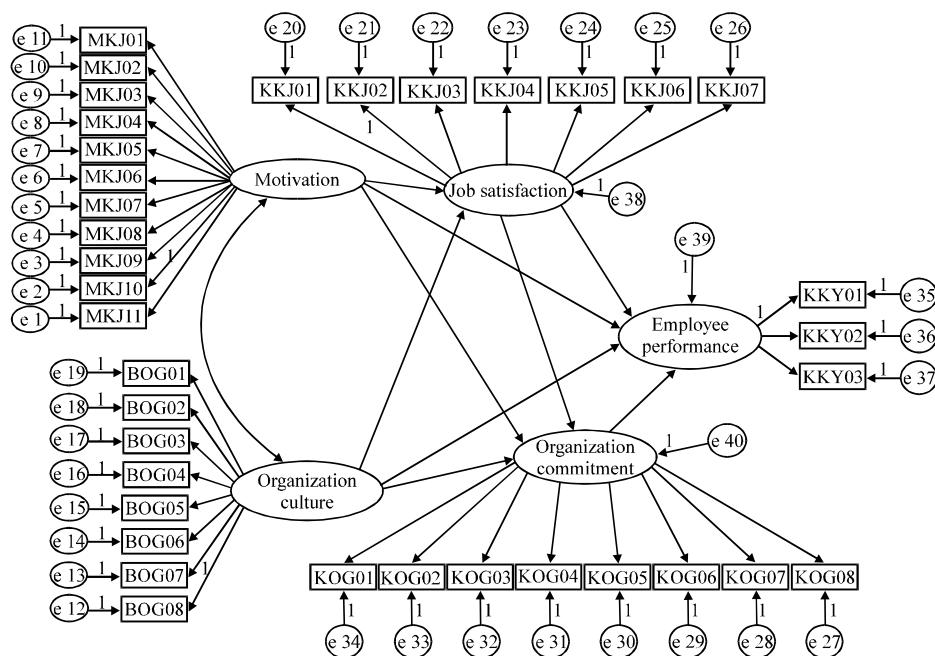 e 20
e 21
e 22
e 23
e 24
e 25
e 26
1
1
1
1
1
1
1
KKJ01
KKJ02
KKJ03
KKJ04
KKJ05
KKJ06
KKJ07
1
e 11
1
MKJ01
e 10
1
MKJ02
e 9
1
MKJ03
e 8
1
MKJ04
e 7
1
MKJ05
e 6
1
MKJ06
e 5
1
MKJ07
e 4
1
MKJ08
e 3
1
MKJ09
1
e 2
1
MKJ10
e 1
1
MKJ11
Motivation
Job satisfaction
1
e 38
e 39
1
Employee
performance
1
KKY01
1
e 35
KKY02
1
e 36
KKY03
1
e 37
e 19
1
BOG01
e 18
1
BOG02
e 17
1
BOG03
e 16
1
BOG04
e 15
1
BOG05
e 14
1
BOG06
e 13
1
BOG07
1
e 12
1
BOG08
Organization
culture
Organization
commitment
1
e 40
KOG01
KOG02
KOG03
KOG04
KOG05
KOG06
KOG07
KOG08
1
1
1
1
1
1
1
1
e 34
e 33
e 32
e 31
e 30
e 29
e 28
e 27